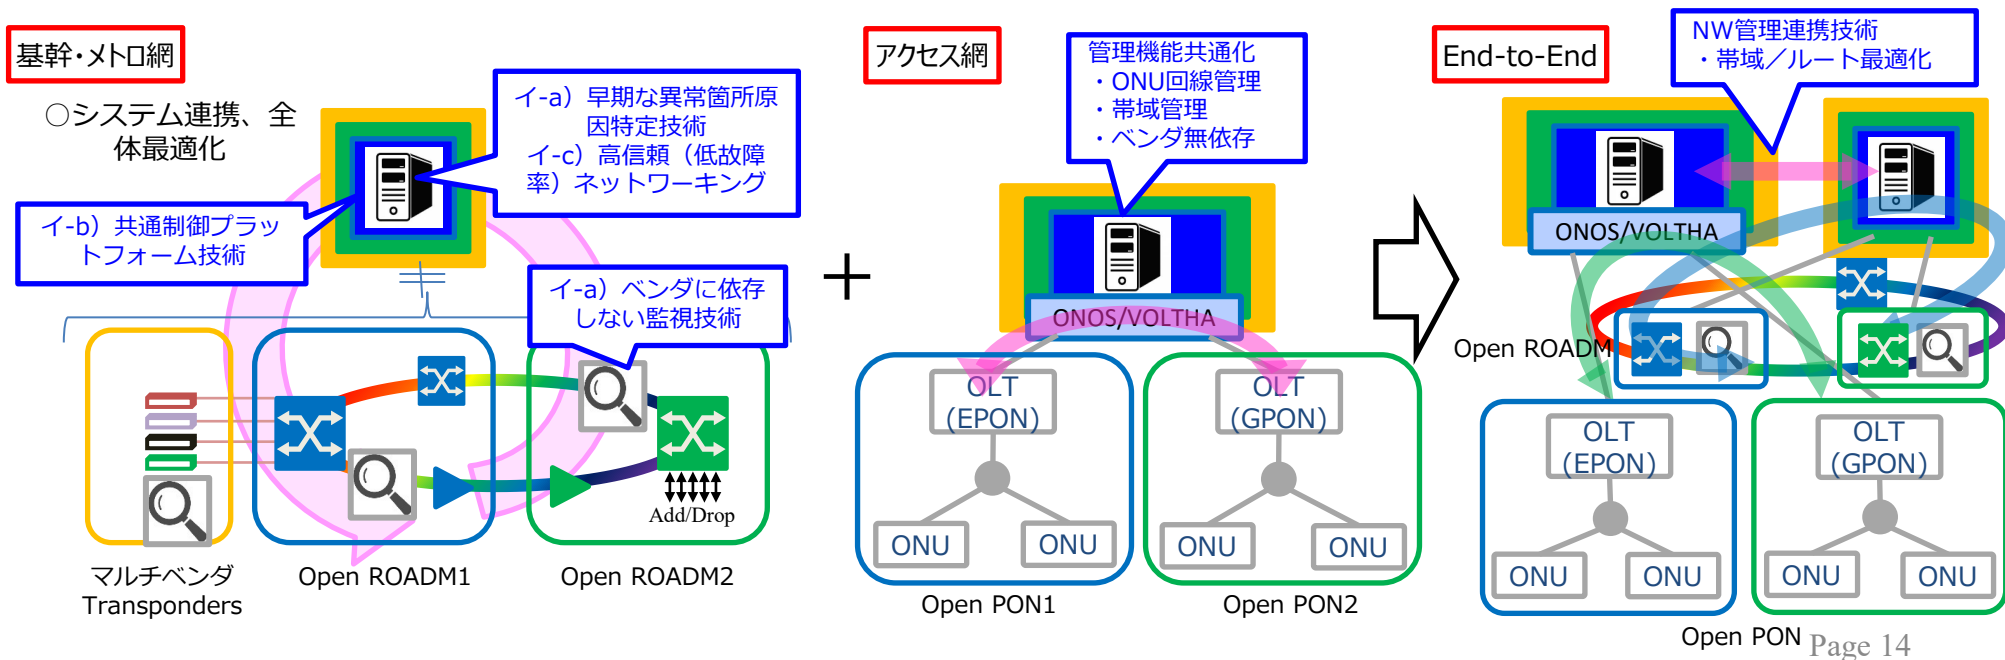 基幹・メトロ網
○システム連携、全
体最適化
イ-a）早期な異常箇所原
因特定技術
イ-c）高信頼（低故障
率）ネットワーキング
イ-b）共通制御プラッ
トフォーム技術
イ-a）ベンダに依存
しない監視技術
Add/Drop
マルチベンダ
Transponders
Open ROADM1
Open ROADM2
＋
アクセス網
管理機能共通化
・ONU回線管理
・帯域管理
・ベンダ無依存
ONOS/VOLTHA
OLT
(EPON)
ONU
ONU
Open PON1
OLT
(GPON)
ONU
ONU
Open PON2
End-to-End
NW管理連携技術
・帯域／ルート最適化
ONOS/VOLTHA
Open ROADM
OLT
(EPON)
ONU
ONU
OLT
(GPON)
ONU
ONU
Open PON
Page 14